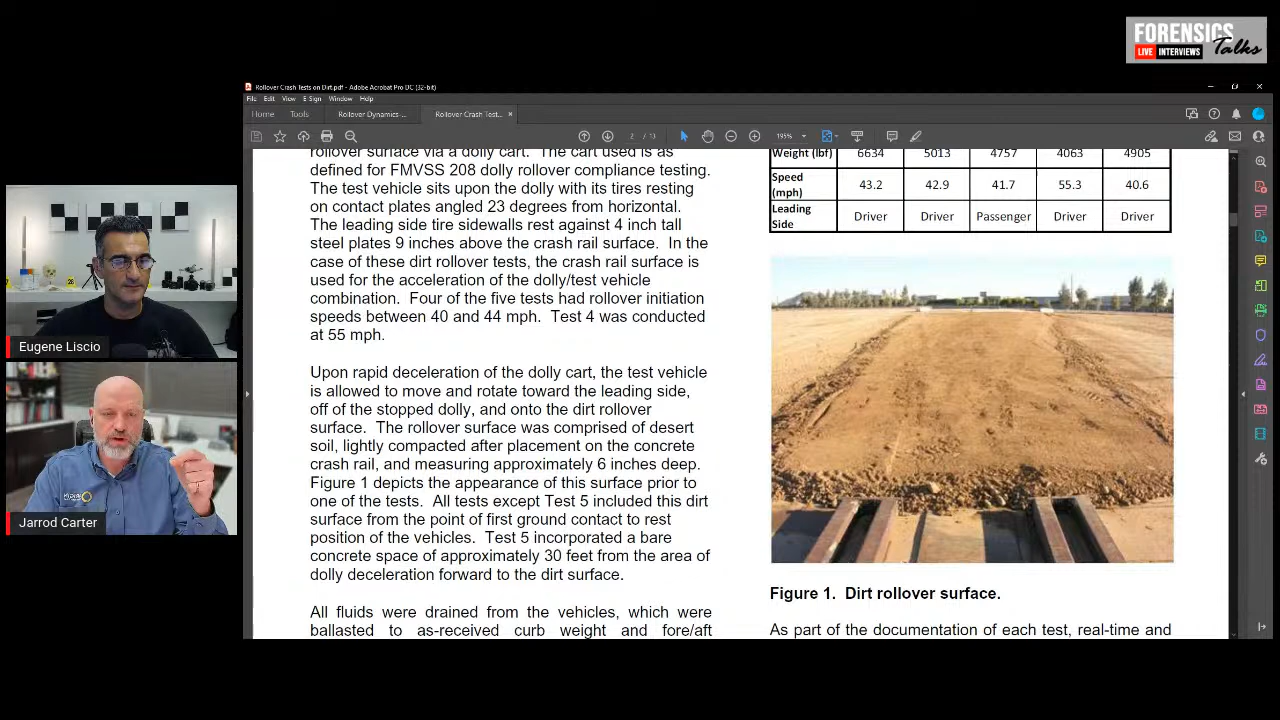 FORENSICS
LIVE INTERVIEWS Talks
Rollover Crash Tests on Dirt.pdf - Adobe Acrobat Pro DC (32-bit)
File Edit View E-Sign Window Help
Home Tools Rollover Dynamics-... Rollover Crash Test... ×
2 / 13 195%
rollover surface via a dolly cart. The cart used is as
defined for FMVSS 208 dolly rollover compliance testing.
The test vehicle sits upon the dolly with its tires resting
on contact plates angled 23 degrees from horizontal.
The leading side tire sidewalls rest against 4 inch tall
steel plates 9 inches above the crash rail surface. In the
case of these dirt rollover tests, the crash rail surface is
used for the acceleration of the dolly/test vehicle
combination. Four of the five tests had rollover initiation
speeds between 40 and 44 mph. Test 4 was conducted
at 55 mph.
Upon rapid deceleration of the dolly cart, the test vehicle
is allowed to move and rotate toward the leading side,
off of the stopped dolly, and onto the dirt rollover
surface. The rollover surface was comprised of desert
soil, lightly compacted after placement on the concrete
crash rail, and measuring approximately 6 inches deep.
Figure 1 depicts the appearance of this surface prior to
one of the tests. All tests except Test 5 included this dirt
surface from the point of first ground contact to rest
position of the vehicles. Test 5 incorporated a bare
concrete space of approximately 30 feet from the area of
dolly deceleration forward to the dirt surface.
All fluids were drained from the vehicles, which were
ballasted to as-received curb weight and fore/aft
Weight (lbf) 6634 5013 4757 4063 4905
Speed (mph) 43.2 42.9 41.7 55.3 40.6
Leading Side Driver Driver Passenger Driver Driver
Figure 1. Dirt rollover surface.
As part of the documentation of each test, real-time and
Eugene Liscio
Jarrod Carter